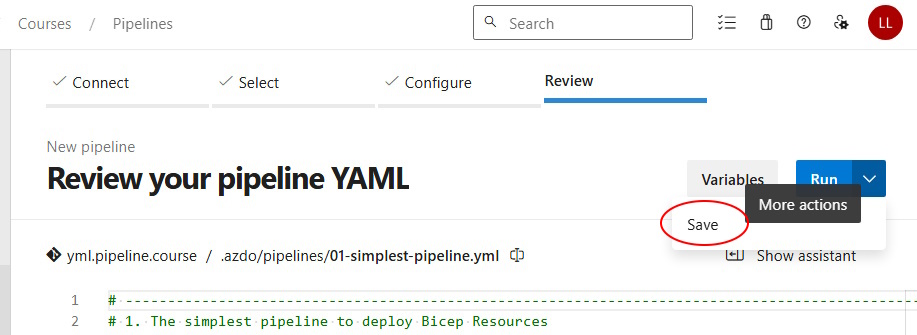 Courses / Pipelines
Search
LL
Connect
Select
Configure
Review
New pipeline
Review your pipeline YAML
Variables
Run
More actions
Save
yml.pipeline.course / .azdo/pipelines/01-simplest-pipeline.yml
Show assistant
1 # ----------------------------------------------------------------------------------
2 # 1. The simplest pipeline to deploy Bicep Resources